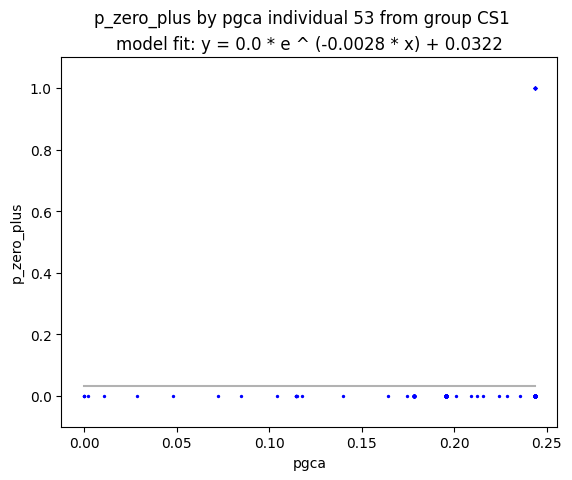 p_zero_plus by pgca individual 53 from group CS1
model fit: y = 0.0 * e ^ (-0.0028 * x) + 0.0322
1.0
0.8
0.6
0.4
0.2
0.0
p_zero_plus
0.00 0.05 0.10 0.15 0.20 0.25
pgca